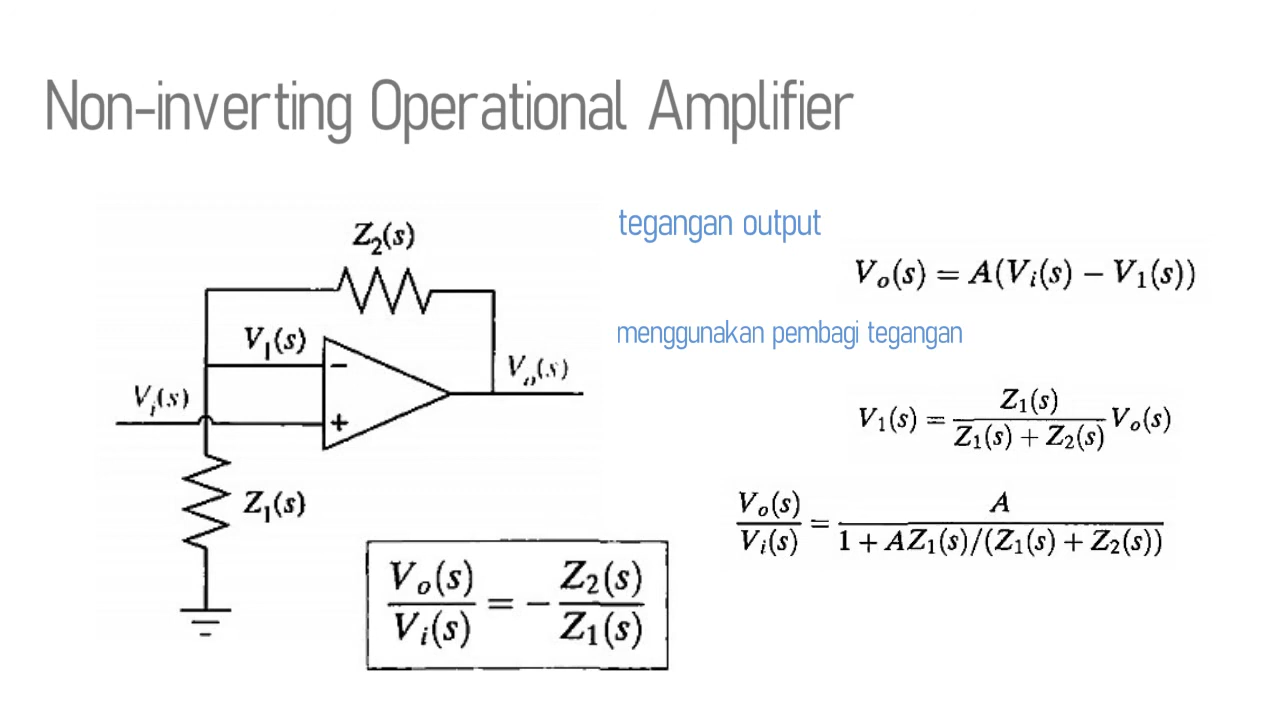 Non-inverting Operational Amplifier
tegangan output
Z₂(s)
Vₒ(s) = A(Vᵢ(s) − V₁(s))
menggunakan pembagi tegangan
V₁(s)
−
Vₒ(s)
Vᵢ(s)
+
V₁(s) = Z₁(s) / (Z₁(s) + Z₂(s)) Vₒ(s)
Z₁(s)
Vₒ(s) / Vᵢ(s) = A / (1 + AZ₁(s)/(Z₁(s) + Z₂(s)))
Vₒ(s) / Vᵢ(s) = − Z₂(s) / Z₁(s)